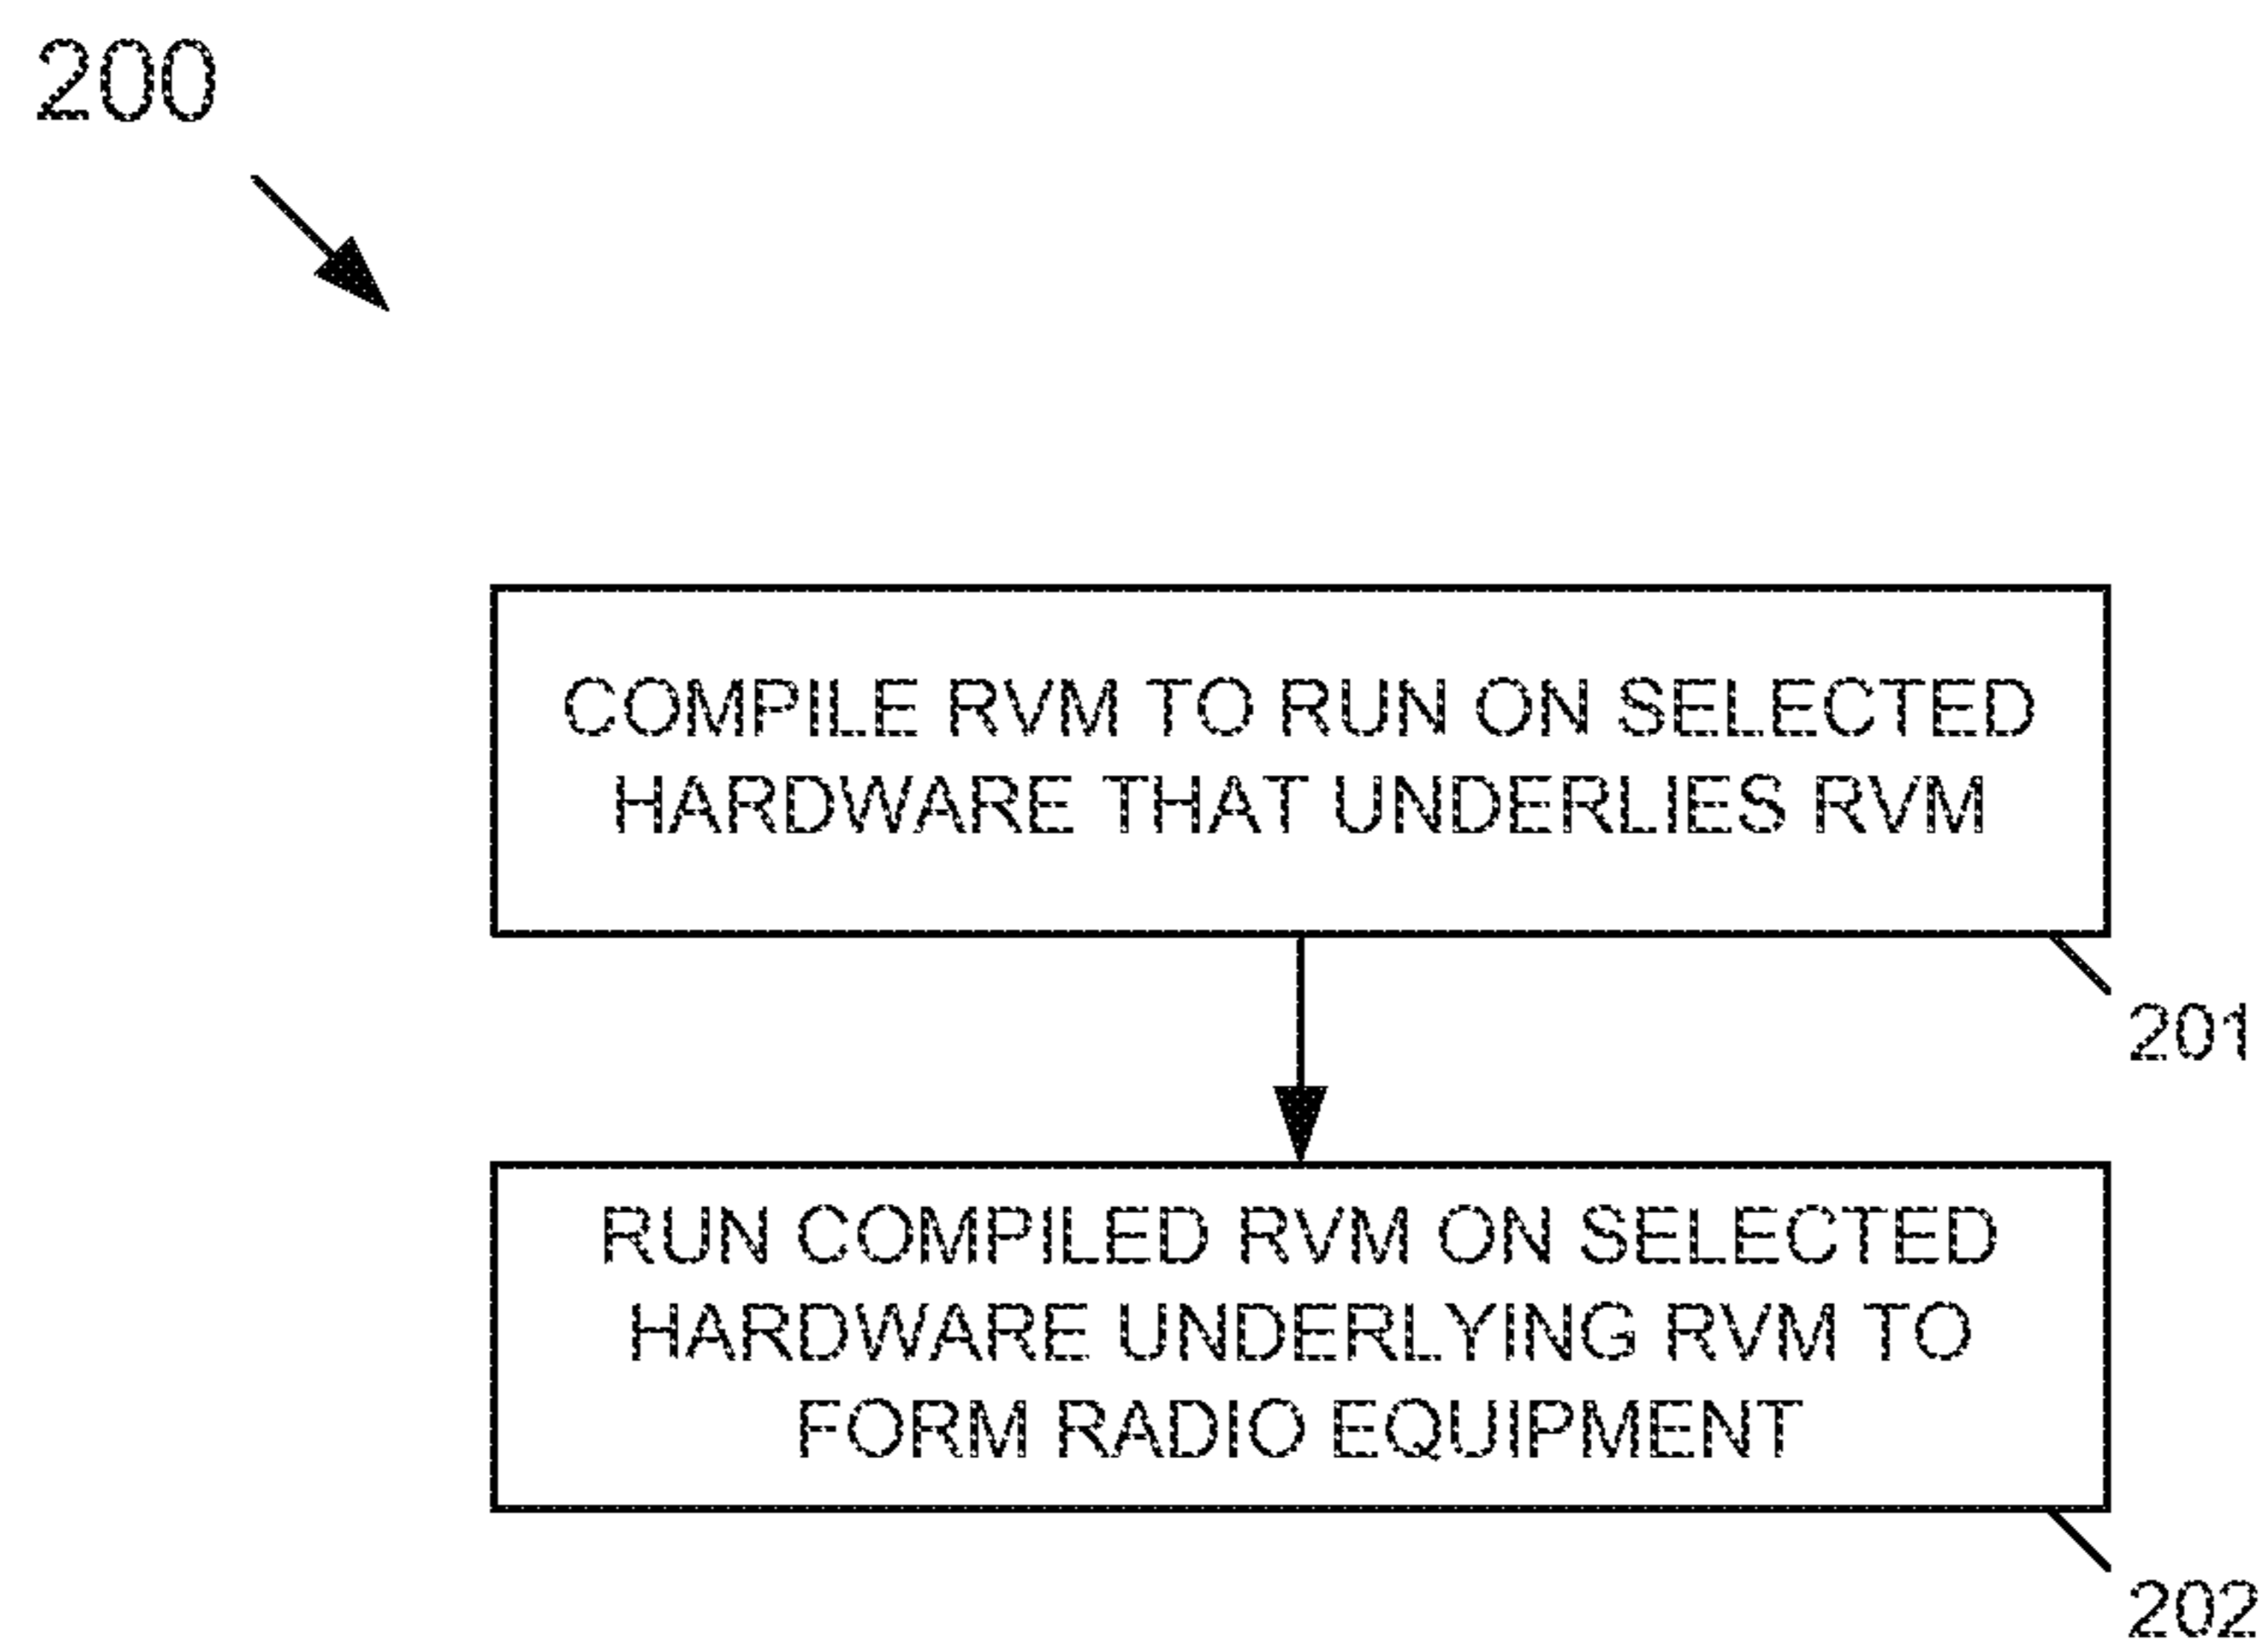 200
COMPILE RVM TO RUN ON SELECTED
HARDWARE THAT UNDERLIES RVM
201
RUN COMPILED RVM ON SELECTED
HARDWARE UNDERLYING RVM TO
FORM RADIO EQUIPMENT
202